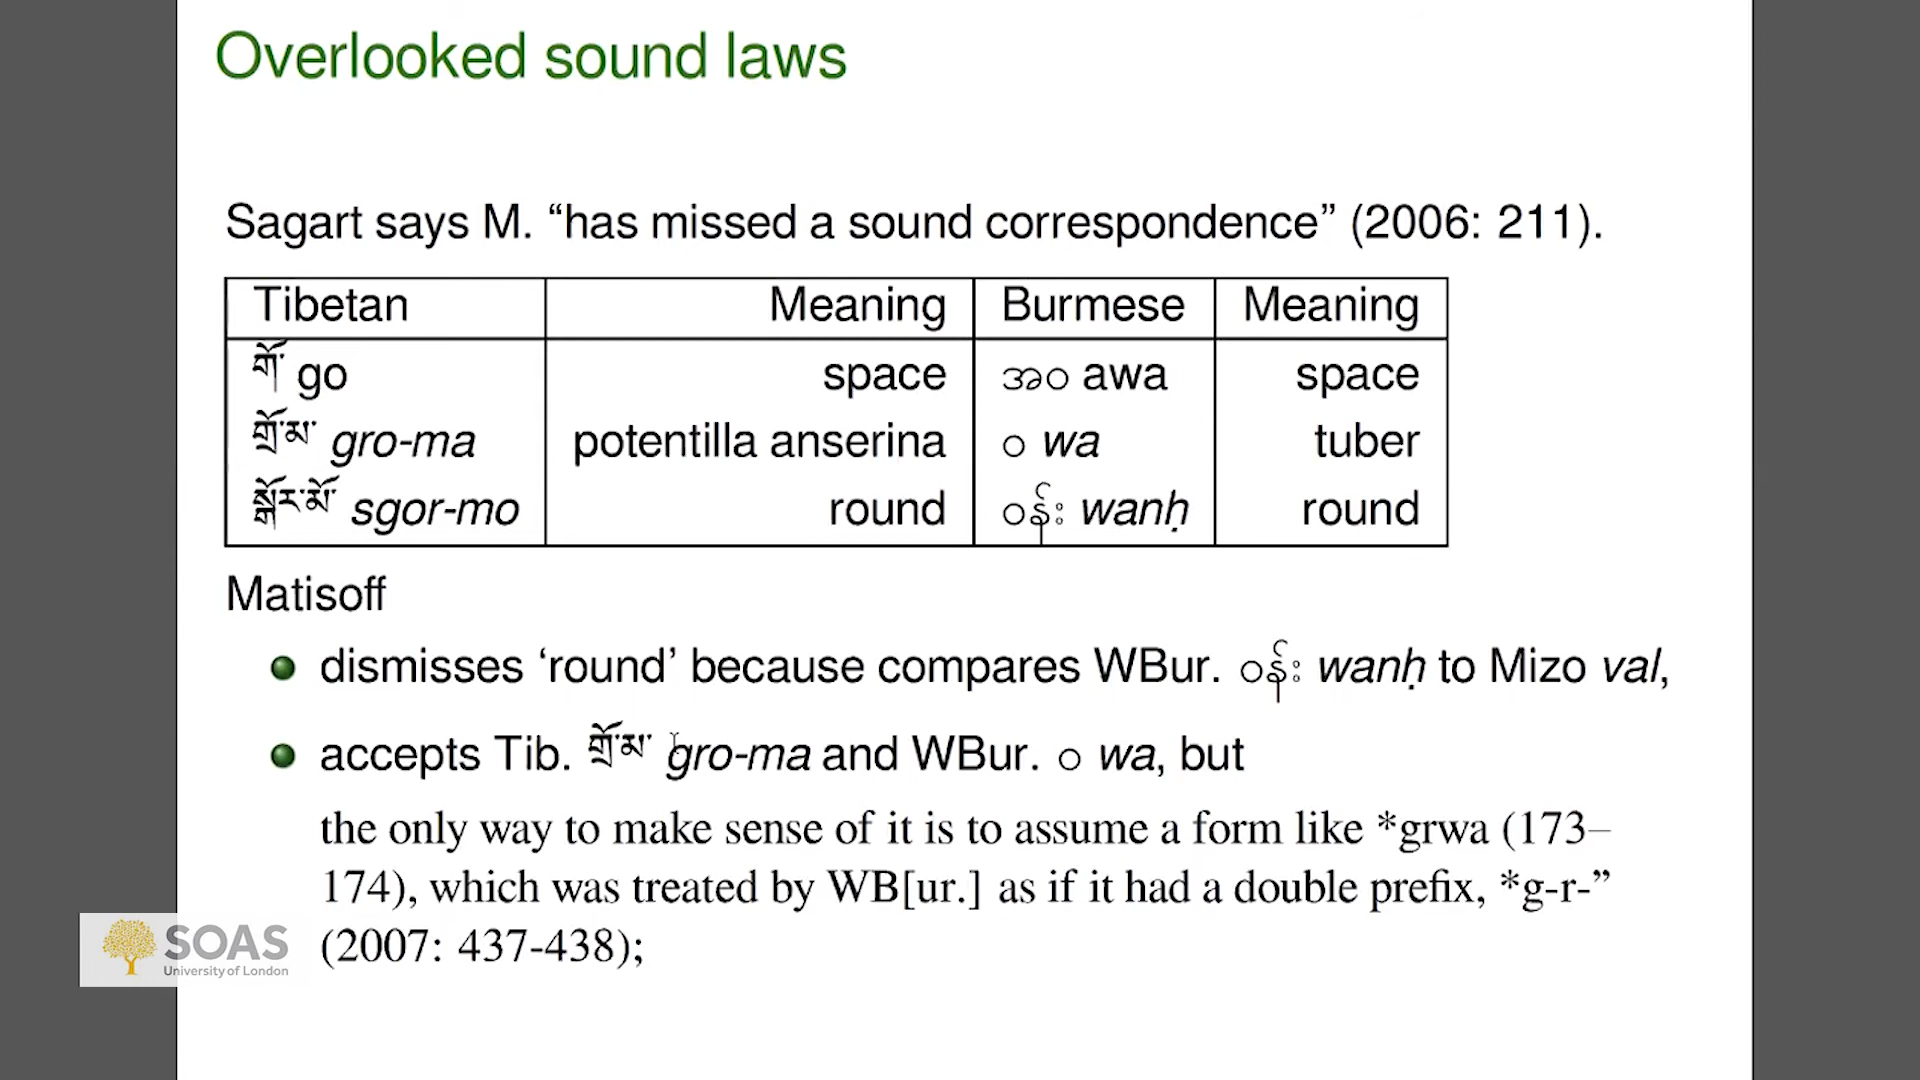 Overlooked sound laws
Sagart says M. “has missed a sound correspondence” (2006: 211).
Tibetan Meaning Burmese Meaning
གོ་ go space အဝ awa space
གྲོ་མ་ gro-ma potentilla anserina ဝ wa tuber
སྒོར་མོ་ sgor-mo round ဝန်း wanḥ round
Matisoff
dismisses ‘round’ because compares WBur. ဝန်း wanḥ to Mizo val,
accepts Tib. གྲོ་མ་ gro-ma and WBur. ဝ wa, but
the only way to make sense of it is to assume a form like *grwa (173–
174), which was treated by WB[ur.] as if it had a double prefix, *g-r-”
(2007: 437-438);
SOAS
University of London